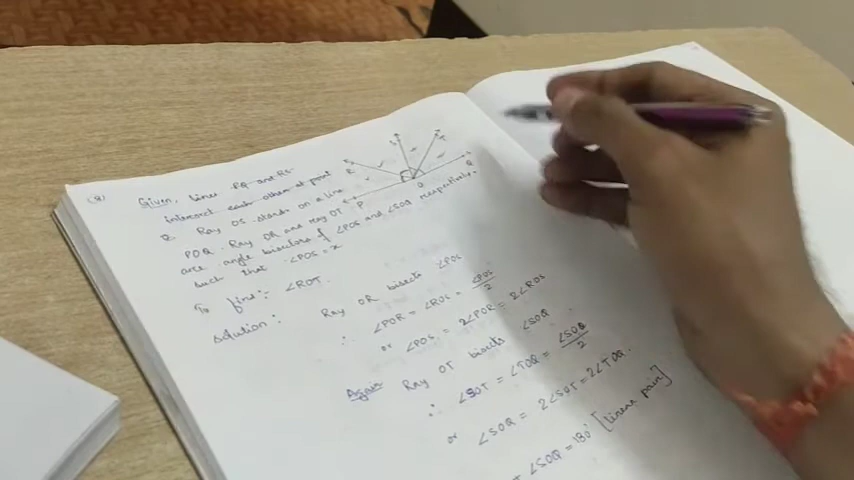 Given, Lines PQ and RS
intersect each other at point
R. Ray OS stands on a line
POQ. Ray OR and ray OT
are angle bisectors of ∠POS and ∠SOQ respectively.
such that ∠POS = x
To find: ∠ROT.
Solution: Ray OR bisects ∠POS
∴ ∠POR = ∠ROS = ∠POS/2
or ∠POS = 2∠POR = 2∠ROS
Again Ray OT bisects ∠SOQ
∴ ∠SOT = ∠TOQ = ∠SOQ/2
or ∠SOQ = 2∠SOT = 2∠TOQ.
+ ∠SOQ = 180° [linear pair]
R
S
T
P
O
Q